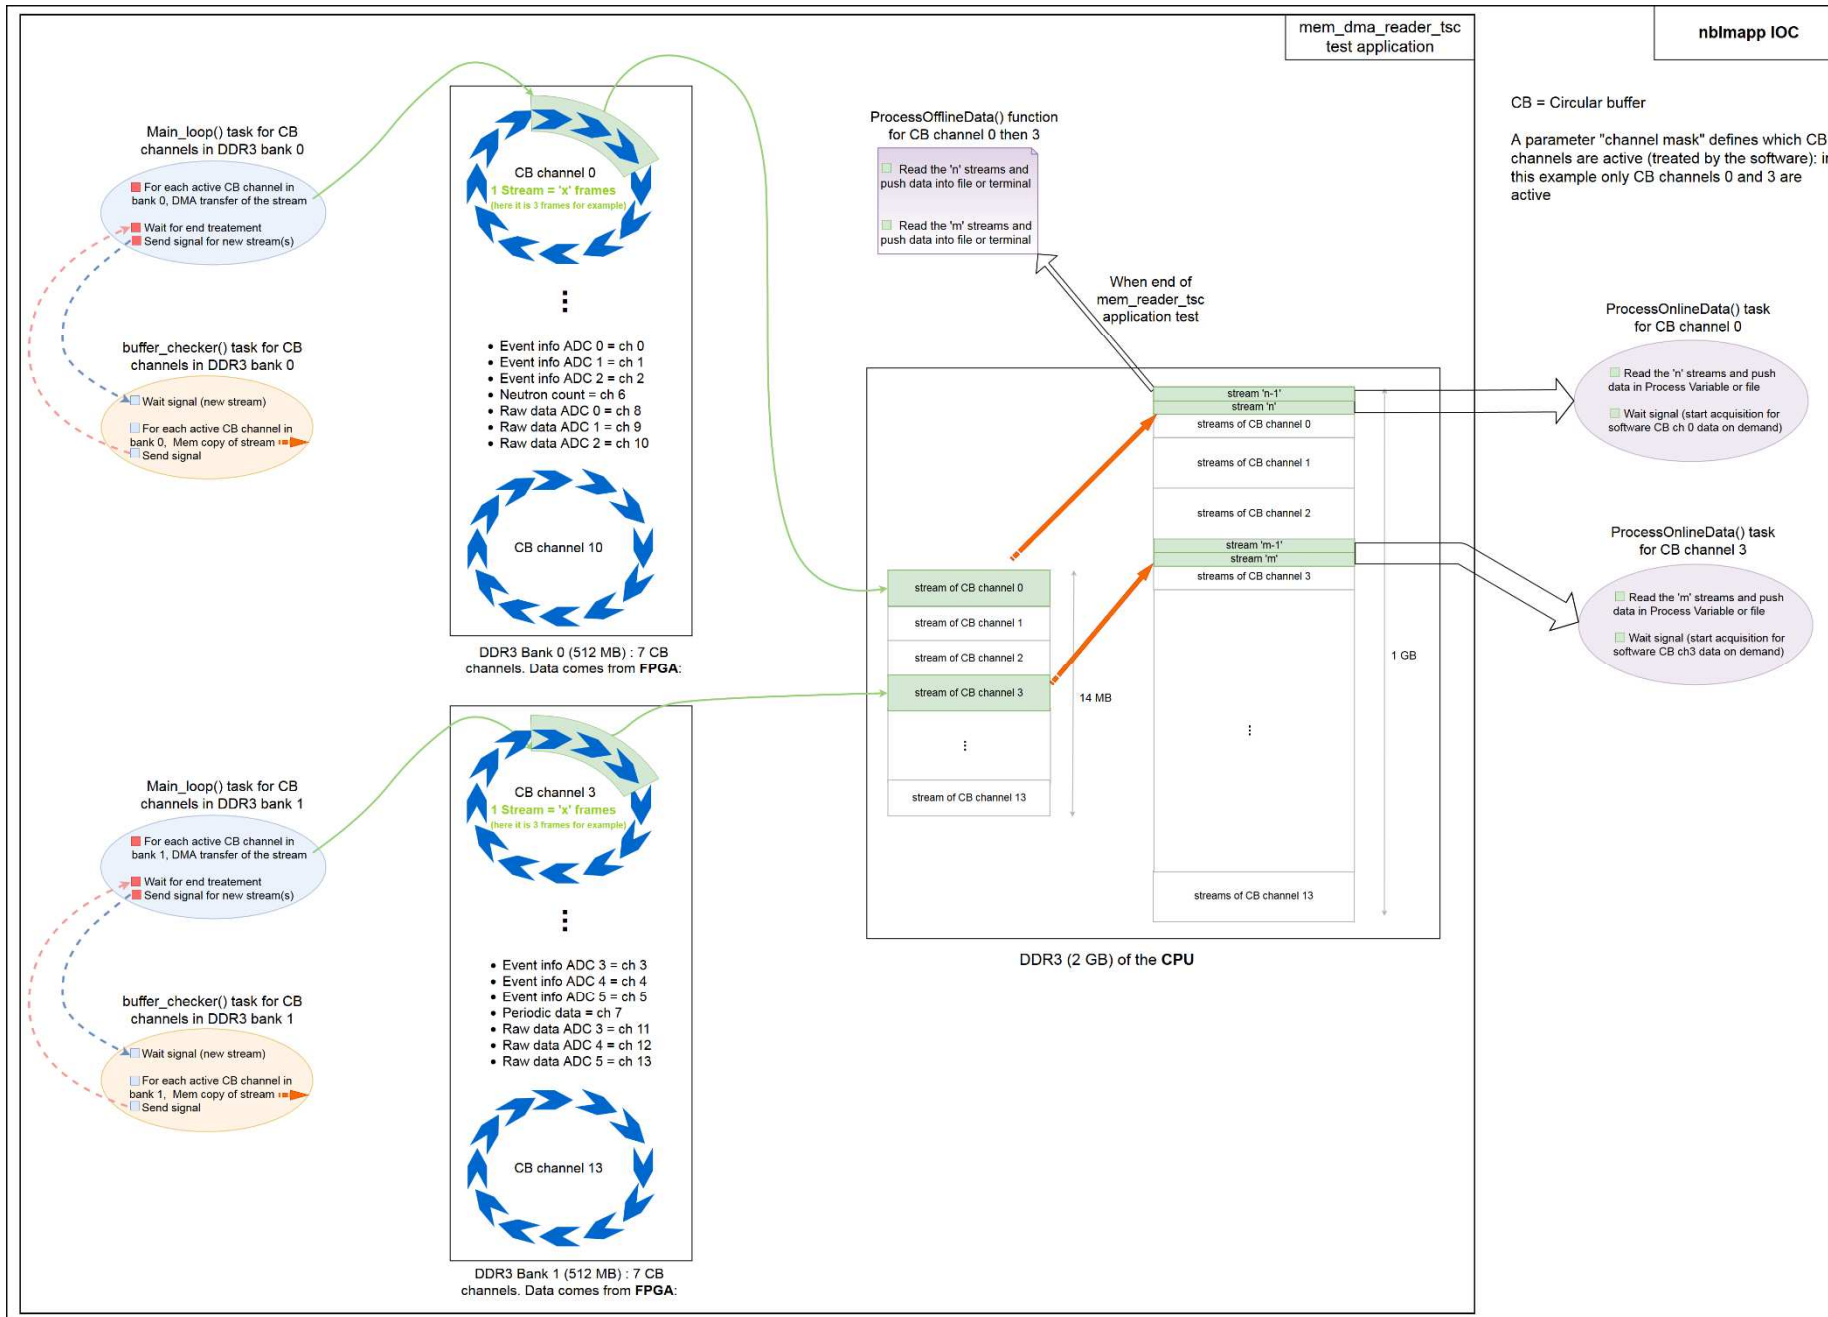 mem_dma_reader_tsc
test application
nblmapp IOC
CB = Circular buffer
A parameter "channel mask" defines which CB
channels are active (treated by the software): in
this example only CB channels 0 and 3 are
active
Main_loop() task for CB
channels in DDR3 bank 0
For each active CB channel in
bank 0, DMA transfer of the stream
Wait for end treatement
Send signal for new stream(s)
buffer_checker() task for CB
channels in DDR3 bank 0
Wait signal (new stream)
For each active CB channel in
bank 0, Mem copy of stream
Send signal
CB channel 0
1 Stream = 'x' frames
(here it is 3 frames for example)
Event info ADC 0 = ch 0
Event info ADC 1 = ch 1
Event info ADC 2 = ch 2
Neutron count = ch 6
Raw data ADC 0 = ch 8
Raw data ADC 1 = ch 9
Raw data ADC 2 = ch 10
CB channel 10
DDR3 Bank 0 (512 MB) : 7 CB
channels. Data comes from FPGA:
Main_loop() task for CB
channels in DDR3 bank 1
For each active CB channel in
bank 1, DMA transfer of the stream
Wait for end treatement
Send signal for new stream(s)
buffer_checker() task for CB
channels in DDR3 bank 1
Wait signal (new stream)
For each active CB channel in
bank 1, Mem copy of stream
Send signal
CB channel 3
1 Stream = 'x' frames
(here it is 3 frames for example)
Event info ADC 3 = ch 3
Event info ADC 4 = ch 4
Event info ADC 5 = ch 5
Periodic data = ch 7
Raw data ADC 3 = ch 11
Raw data ADC 4 = ch 12
Raw data ADC 5 = ch 13
CB channel 13
DDR3 Bank 1 (512 MB) : 7 CB
channels. Data comes from FPGA:
ProcessOfflineData() function
for CB channel 0 then 3
Read the 'n' streams and
push data into file or terminal
Read the 'm' streams and
push data into file or terminal
When end of
mem_reader_tsc
application test
stream of CB channel 0
stream of CB channel 1
stream of CB channel 2
stream of CB channel 3
stream of CB channel 13
14 MB
stream 'n-1'
stream 'n'
streams of CB channel 0
streams of CB channel 1
streams of CB channel 2
stream 'm-1'
stream 'm'
streams of CB channel 3
streams of CB channel 13
1 GB
DDR3 (2 GB) of the CPU
ProcessOnlineData() task
for CB channel 0
Read the 'n' streams and push
data in Process Variable or file
Wait signal (start acquisition for
software CB ch 0 data on demand)
ProcessOnlineData() task
for CB channel 3
Read the 'm' streams and push
data in Process Variable or file
Wait signal (start acquisition for
software CB ch3 data on demand)